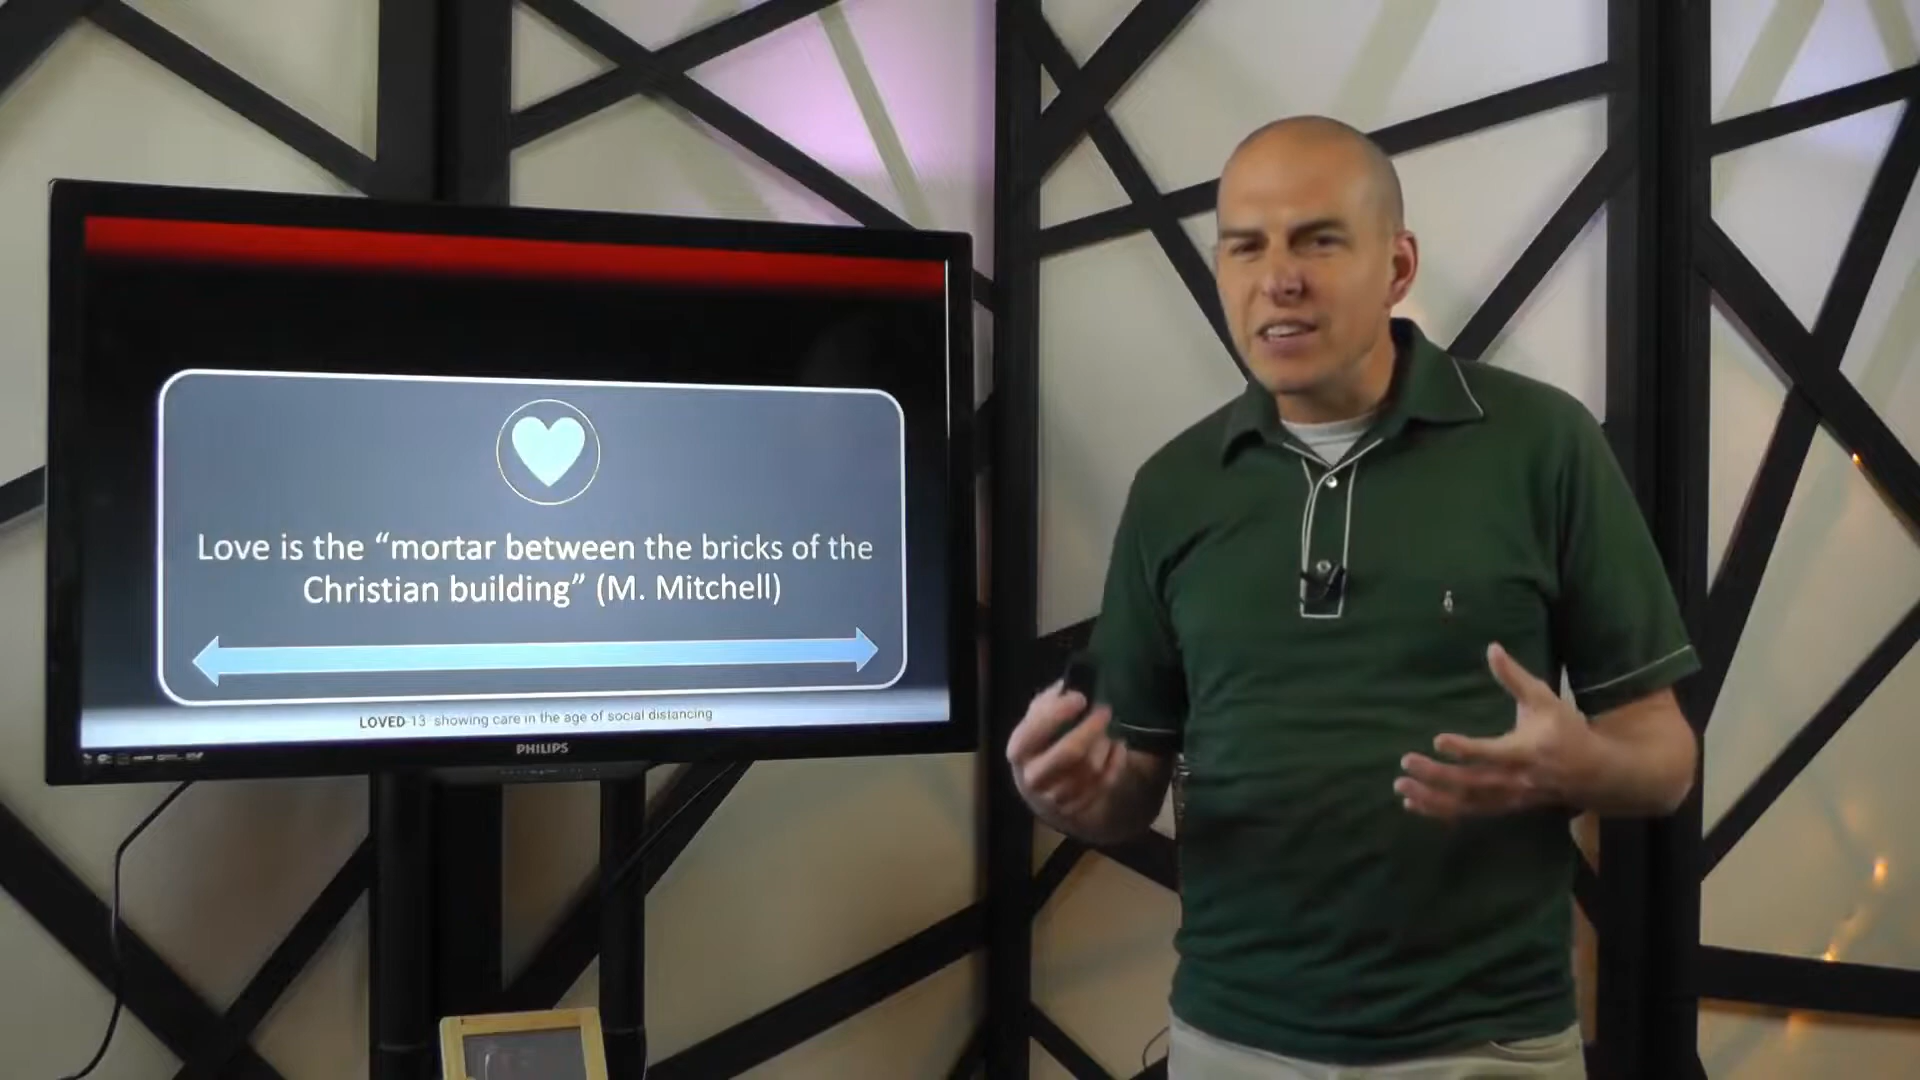 Love is the “mortar between the bricks of the
Christian building” (M. Mitchell)
LOVED 13 showing care in the age of social distancing
PHILIPS